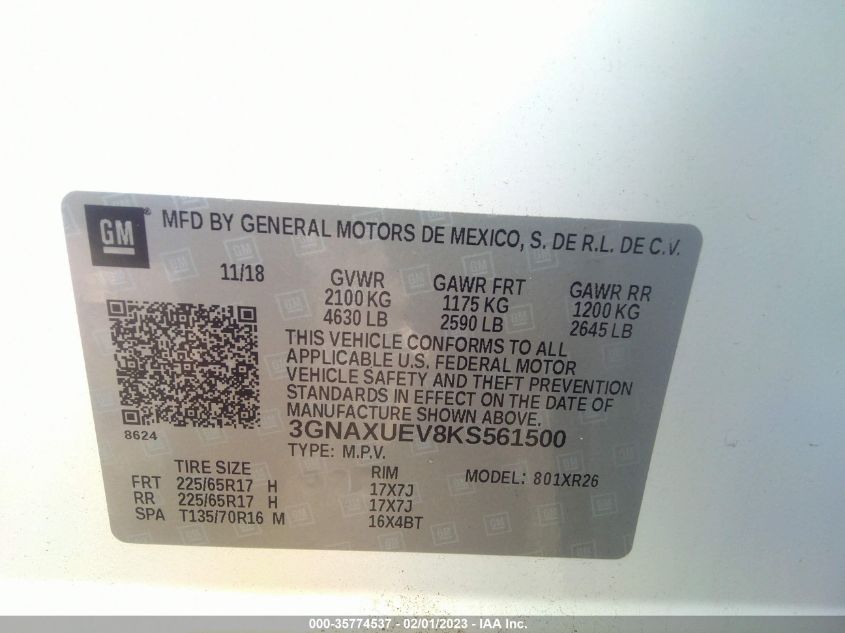 GM ® MFD BY GENERAL MOTORS DE MEXICO, S. DE R.L. DE C.V.
11/18 GVWR GAWR FRT GAWR RR
2100 KG 1175 KG 1200 KG
4630 LB 2590 LB 2645 LB
THIS VEHICLE CONFORMS TO ALL
APPLICABLE U.S. FEDERAL MOTOR
VEHICLE SAFETY AND THEFT PREVENTION
STANDARDS IN EFFECT ON THE DATE OF
MANUFACTURE SHOWN ABOVE.
8624 3GNAXUEV8KS561500
TYPE: M.P.V.
TIRE SIZE RIM MODEL: 801XR26
FRT 225/65R17 H 17X7J
RR 225/65R17 H 17X7J
SPA T135/70R16 M 16X4BT
000-35774537 - 02/01/2023 - IAA Inc.